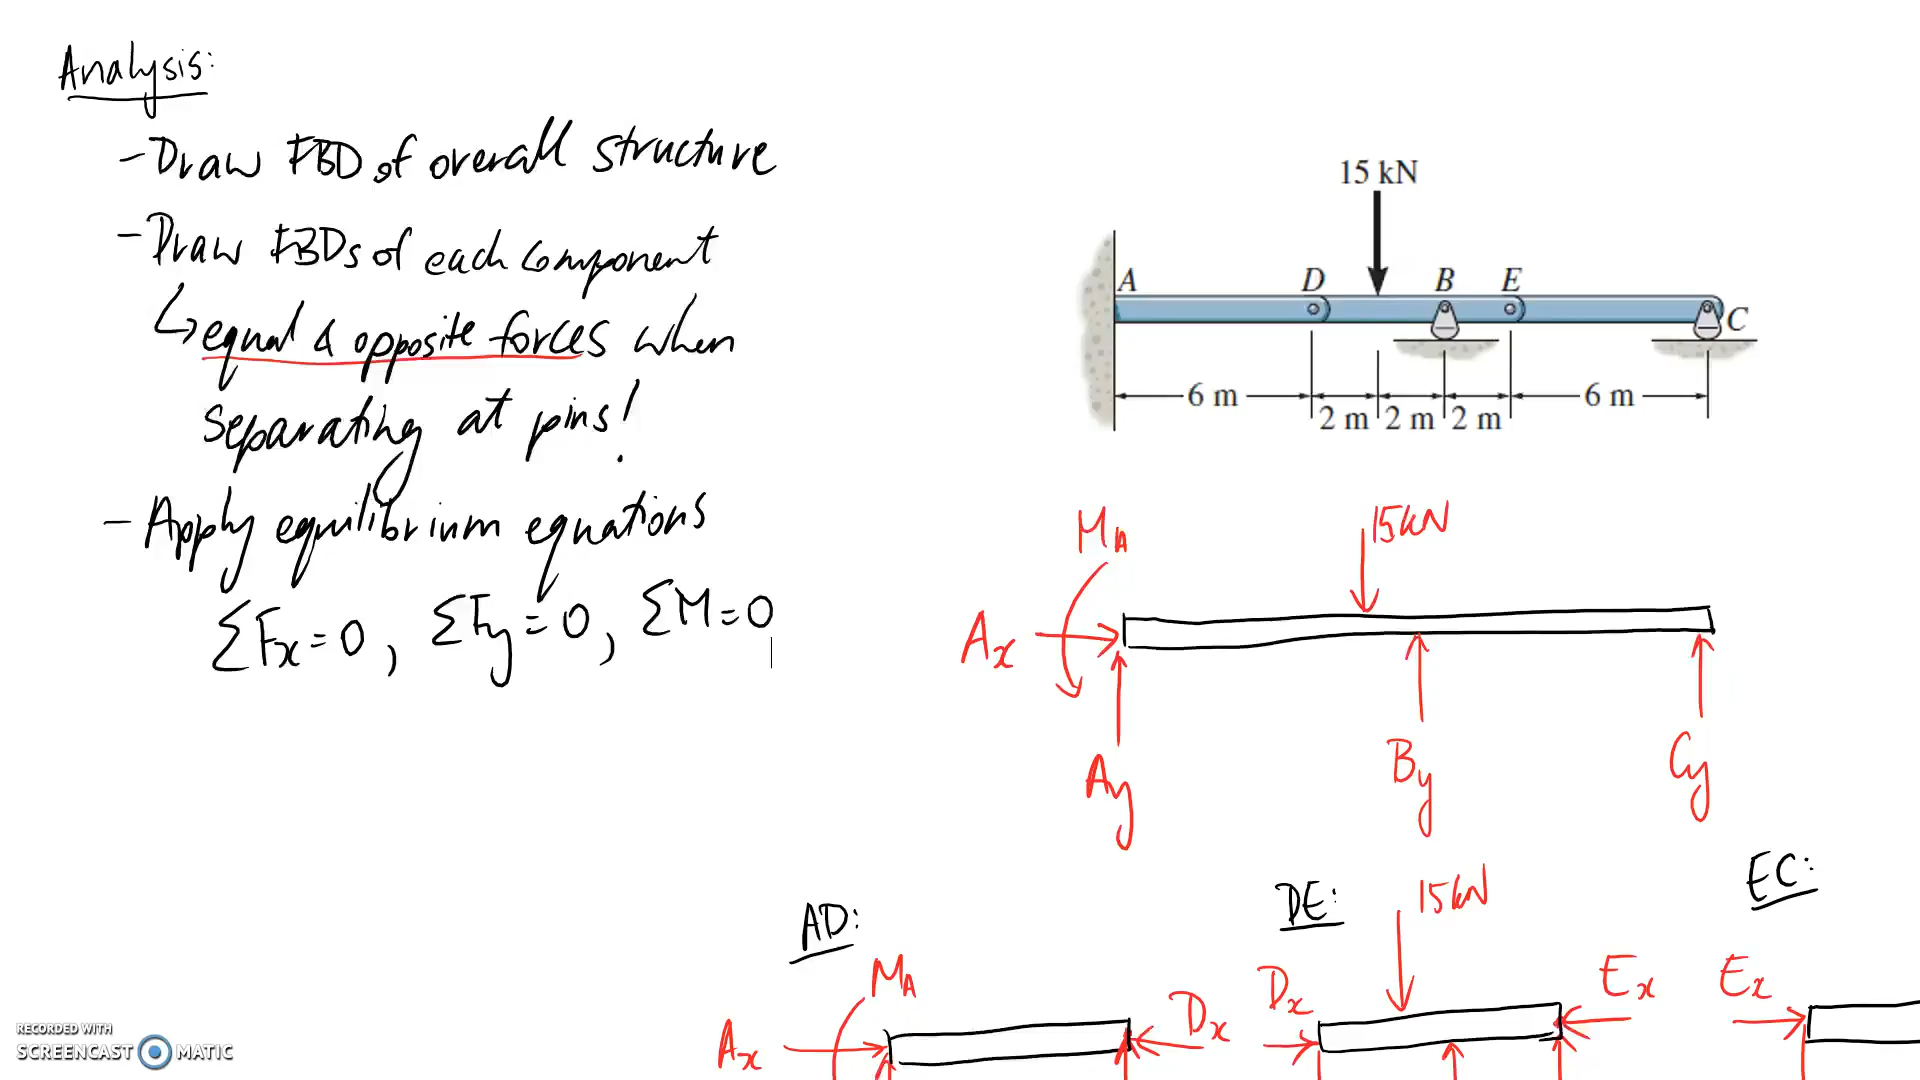 Analysis:
- Draw FBD of overall structure
- Draw FBDs of each component
↳ equal & opposite forces when
separating at pins!
- Apply equilibrium equations
ΣFx = 0, ΣFy = 0, ΣM = 0
15 kN
A D B E
C
6 m 6 m
2 m 2 m 2 m
MA 15kN
Ax
Ay By Cy
AD: DE: 15kN EC:
MA Dx Dx Ex Ex
Ax
RECORDED WITH
SCREENCAST MATIC